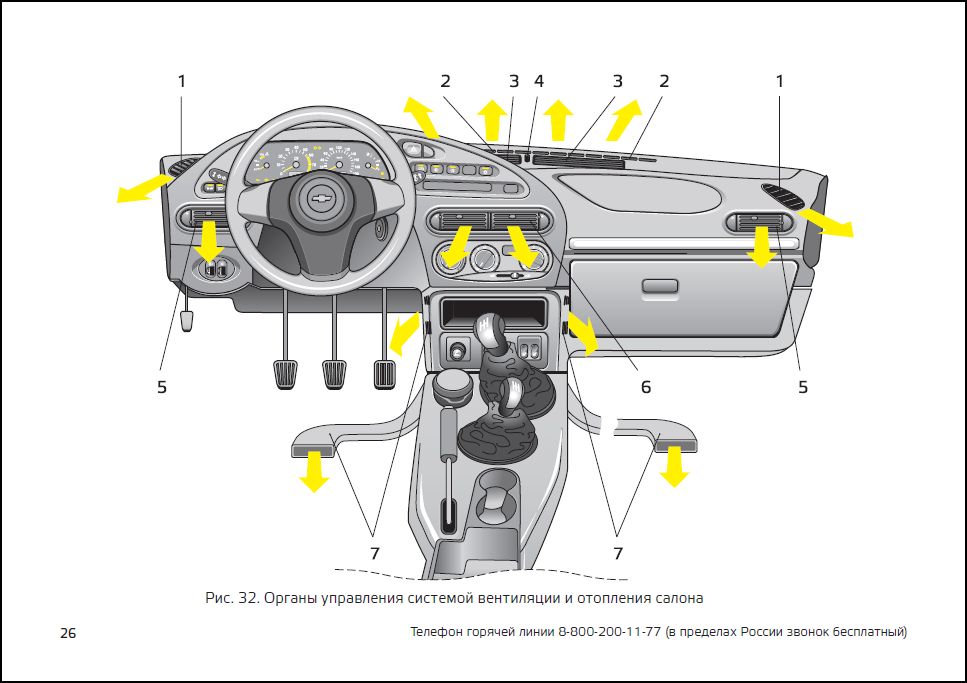 1 2 3 4 3 2 1
5 6 5
7 7
Рис. 32. Органы управления системой вентиляции и отопления салона
26 Телефон горячей линии 8-800-200-11-77 (в пределах России звонок бесплатный)